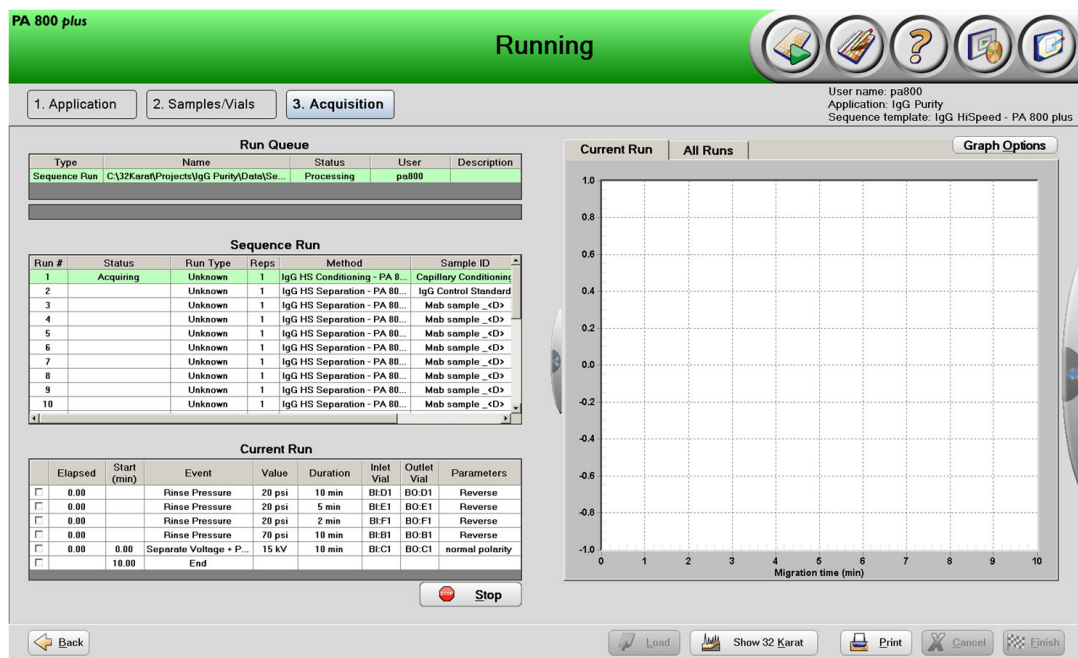 PA 800 plus
Running
1. Application
2. Samples/Vials
3. Acquisition
User name: pa800
Application: IgG Purity
Sequence template: IgG HiSpeed - PA 800 plus
Run Queue
Type Name Status User Description
Sequence Run C:\32Karat\Projects\IgG Purity\Data\Se... Processing pa800
Sequence Run
Run # Status Run Type Reps Method Sample ID
1 Acquiring Unknown 1 IgG HS Conditioning - PA 8... Capillary Conditioning
2 Unknown 1 IgG HS Separation - PA 80... IgG Control Standard
3 Unknown 1 IgG HS Separation - PA 80... Mab sample _<D>
4 Unknown 1 IgG HS Separation - PA 80... Mab sample _<D>
5 Unknown 1 IgG HS Separation - PA 80... Mab sample _<D>
6 Unknown 1 IgG HS Separation - PA 80... Mab sample _<D>
7 Unknown 1 IgG HS Separation - PA 80... Mab sample _<D>
8 Unknown 1 IgG HS Separation - PA 80... Mab sample _<D>
9 Unknown 1 IgG HS Separation - PA 80... Mab sample _<D>
10 Unknown 1 IgG HS Separation - PA 80... Mab sample _<D>
Current Run
Elapsed Start (min) Event Value Duration Inlet Vial Outlet Vial Parameters
0.00 Rinse Pressure 20 psi 10 min BI:D1 BO:D1 Reverse
0.00 Rinse Pressure 20 psi 5 min BI:E1 BO:E1 Reverse
0.00 Rinse Pressure 20 psi 2 min BI:F1 BO:F1 Reverse
0.00 Rinse Pressure 70 psi 10 min BI:B1 BO:B1 Reverse
0.00 0.00 Separate Voltage + P... 15 kV 10 min BI:C1 BO:C1 normal polarity
10.00 End
STOP Stop
Current Run
All Runs
Graph Options
1.0
0.8
0.6
0.4
0.2
0.0
-0.2
-0.4
-0.6
-0.8
-1.0
0 1 2 3 4 5 6 7 8 9 10
Migration time (min)
Back
Load
Show 32 Karat
Print
Cancel
Finish